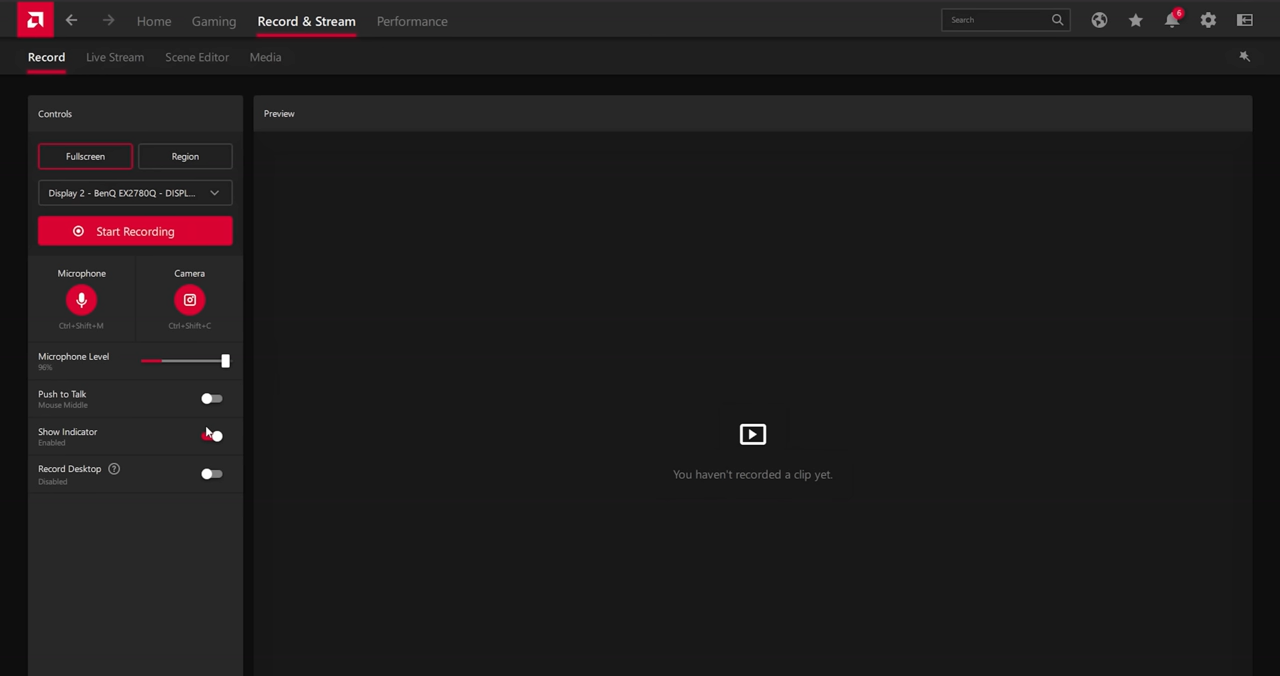 Home Gaming Record & Stream Performance Search 6
Record Live Stream Scene Editor Media
Controls
Preview
Fullscreen Region
Display 2 - BenQ EX2780Q - DISPL...
Start Recording
Microphone Camera
Ctrl+Shift+M Ctrl+Shift+C
Microphone Level
96%
Push to Talk
Mouse Middle
Show Indicator
Enabled
Record Desktop ?
Disabled
You haven't recorded a clip yet.